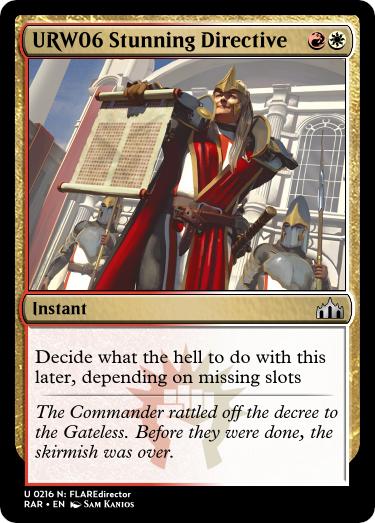 URW06 Stunning Directive
Instant
Decide what the hell to do with this
later, depending on missing slots
The Commander rattled off the decree to
the Gateless. Before they were done, the
skirmish was over.
U 0216 N: FLAREdirector
RAR • EN Sam Kanios